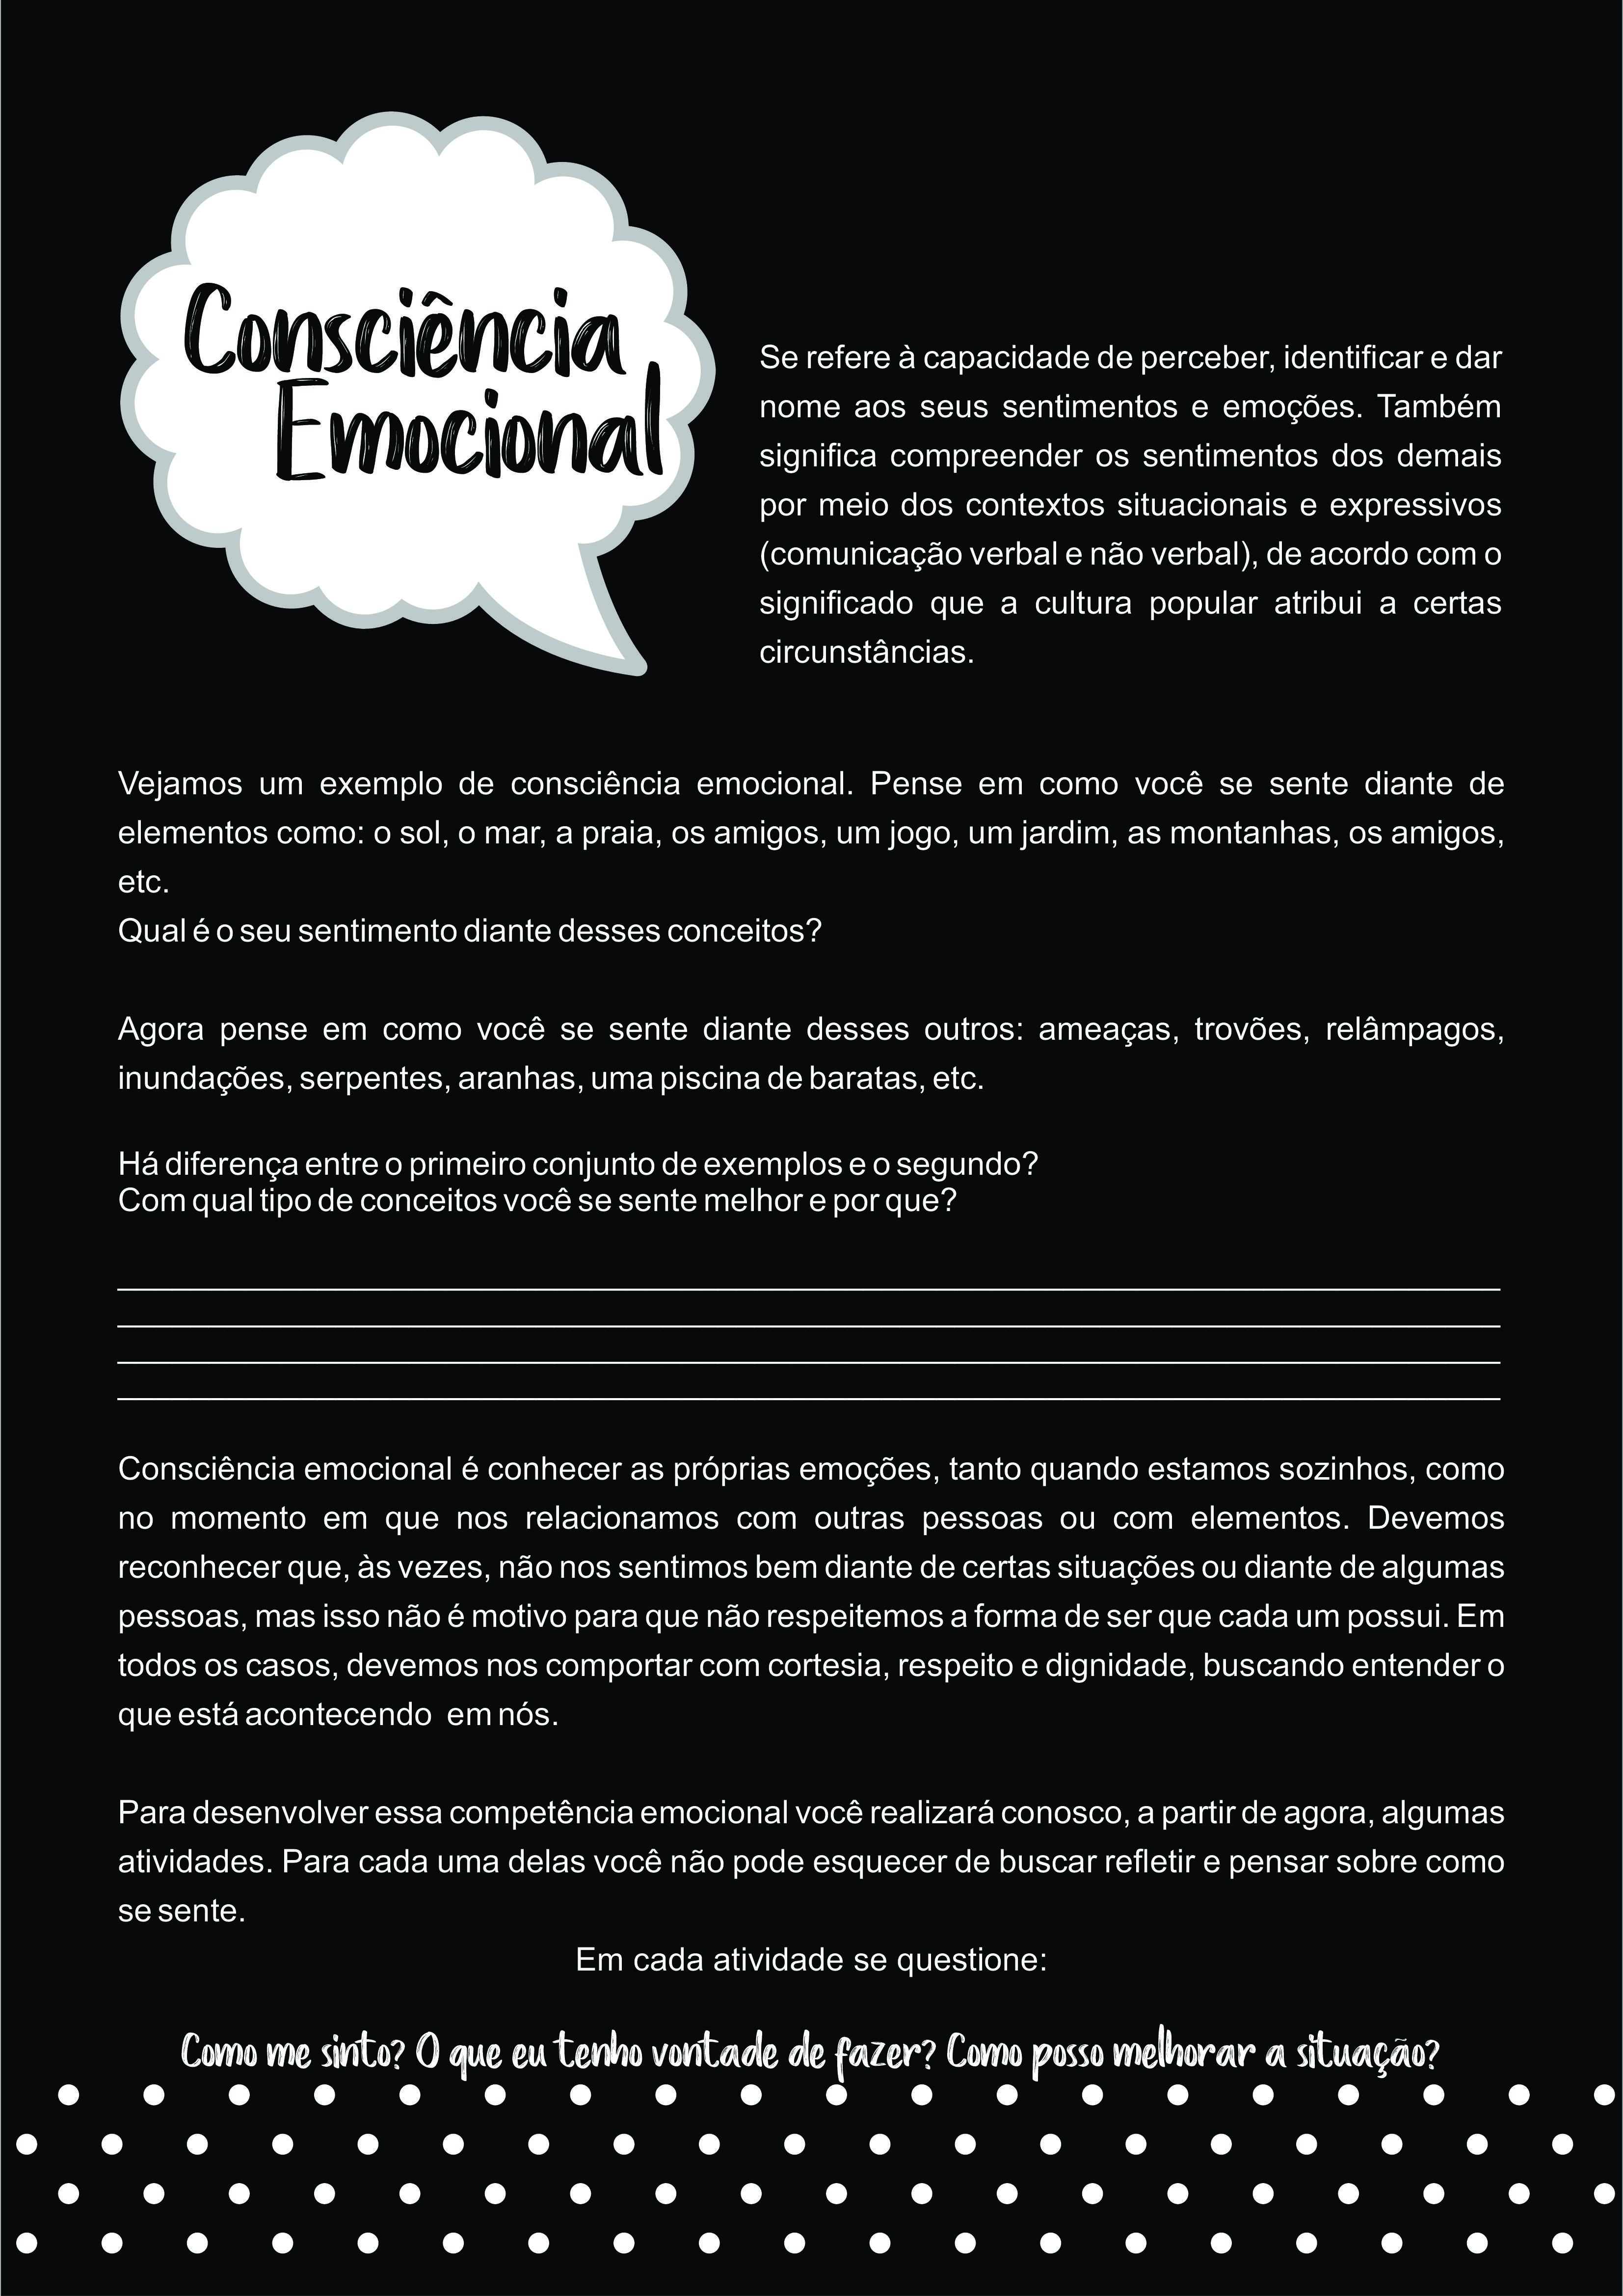 Consciência
Emocional
Se refere à capacidade de perceber, identificar e dar
nome aos seus sentimentos e emoções. Também
significa compreender os sentimentos dos demais
por meio dos contextos situacionais e expressivos
(comunicação verbal e não verbal), de acordo com o
significado que a cultura popular atribui a certas
circunstâncias.
Vejamos um exemplo de consciência emocional. Pense em como você se sente diante de
elementos como: o sol, o mar, a praia, os amigos, um jogo, um jardim, as montanhas, os amigos,
etc.
Qual é o seu sentimento diante desses conceitos?
Agora pense em como você se sente diante desses outros: ameaças, trovões, relâmpagos,
inundações, serpentes, aranhas, uma piscina de baratas, etc.
Há diferença entre o primeiro conjunto de exemplos e o segundo?
Com qual tipo de conceitos você se sente melhor e por que?
Consciência emocional é conhecer as próprias emoções, tanto quando estamos sozinhos, como
no momento em que nos relacionamos com outras pessoas ou com elementos. Devemos
reconhecer que, às vezes, não nos sentimos bem diante de certas situações ou diante de algumas
pessoas, mas isso não é motivo para que não respeitemos a forma de ser que cada um possui. Em
todos os casos, devemos nos comportar com cortesia, respeito e dignidade, buscando entender o
que está acontecendo em nós.
Para desenvolver essa competência emocional você realizará conosco, a partir de agora, algumas
atividades. Para cada uma delas você não pode esquecer de buscar refletir e pensar sobre como
se sente.
Em cada atividade se questione:
Como me sinto? O que eu tenho vontade de fazer? Como posso melhorar a situação?